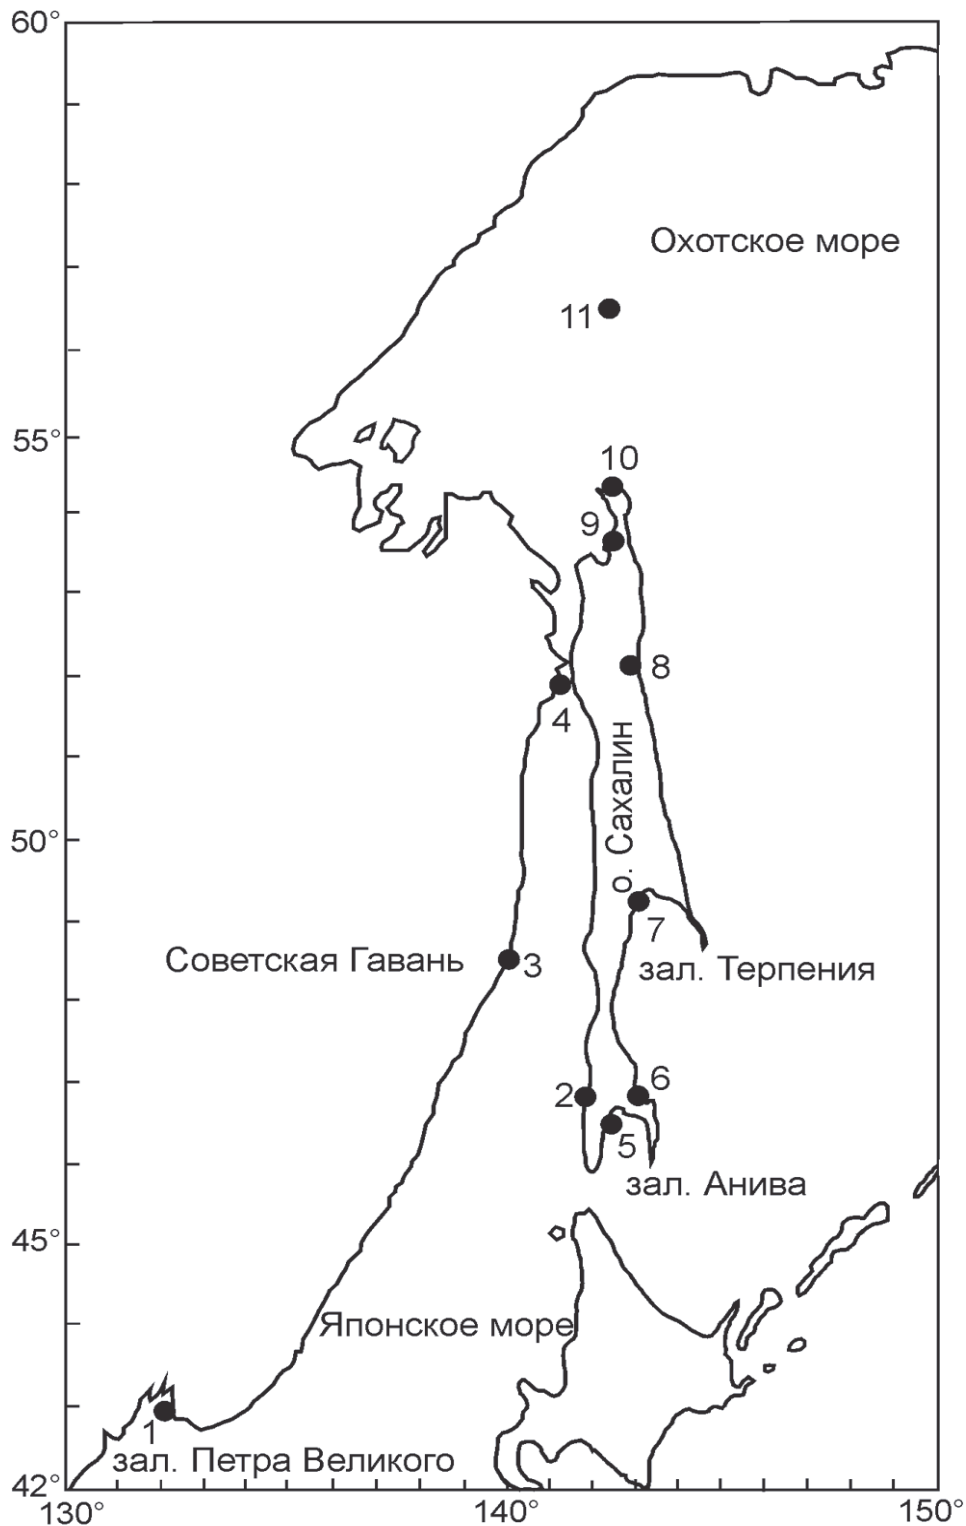 60°
Охотское море
11
55°
10
9
8
4
о. Сахалин
50°
7
Советская Гавань
3
зал. Терпения
6
2
5
зал. Анива
45°
Японское море
1
зал. Петра Великого
42°
130°
140°
150°